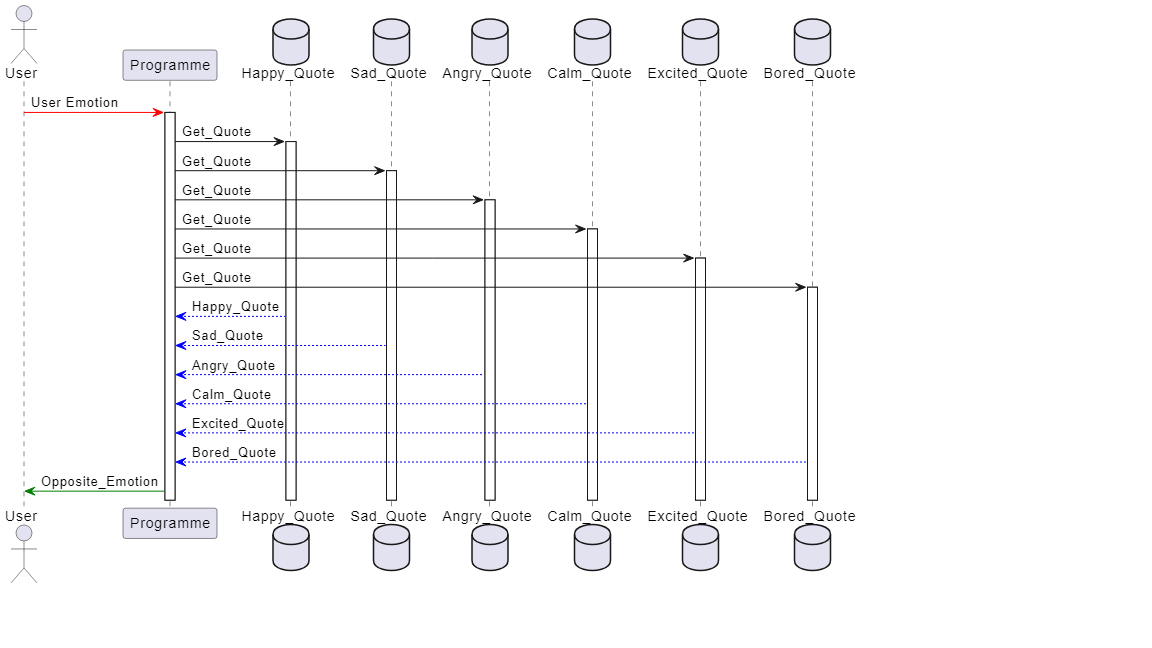 User
Programme
Happy_Quote
Sad_Quote
Angry_Quote
Calm_Quote
Excited_Quote
Bored_Quote
User Emotion
Get_Quote
Get_Quote
Get_Quote
Get_Quote
Get_Quote
Get_Quote
Happy_Quote
Sad_Quote
Angry_Quote
Calm_Quote
Excited_Quote
Bored_Quote
Opposite_Emotion
User
Programme
Happy_Quote
Sad_Quote
Angry_Quote
Calm_Quote
Excited_Quote
Bored_Quote